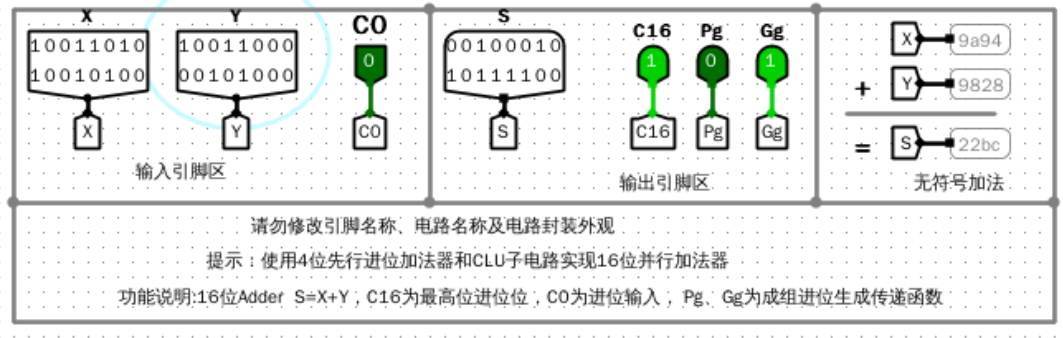 X
10011010
10010100
X
Y
10011000
00101000
Y
C0
0
C0
输入引脚区
S
00100010
10111100
S
C16 Pg Gg
1 0 1
C16 Pg Gg
输出引脚区
X 9a94
+ Y 9828
= S 22bc
无符号加法
请勿修改引脚名称、电路名称及电路封装外观
提示：使用4位先行进位加法器和CLU子电路实现16位并行加法器
功能说明:16位Adder S=X+Y，C16为最高位进位位，C0为进位输入， Pg、Gg为成组进位生成传递函数